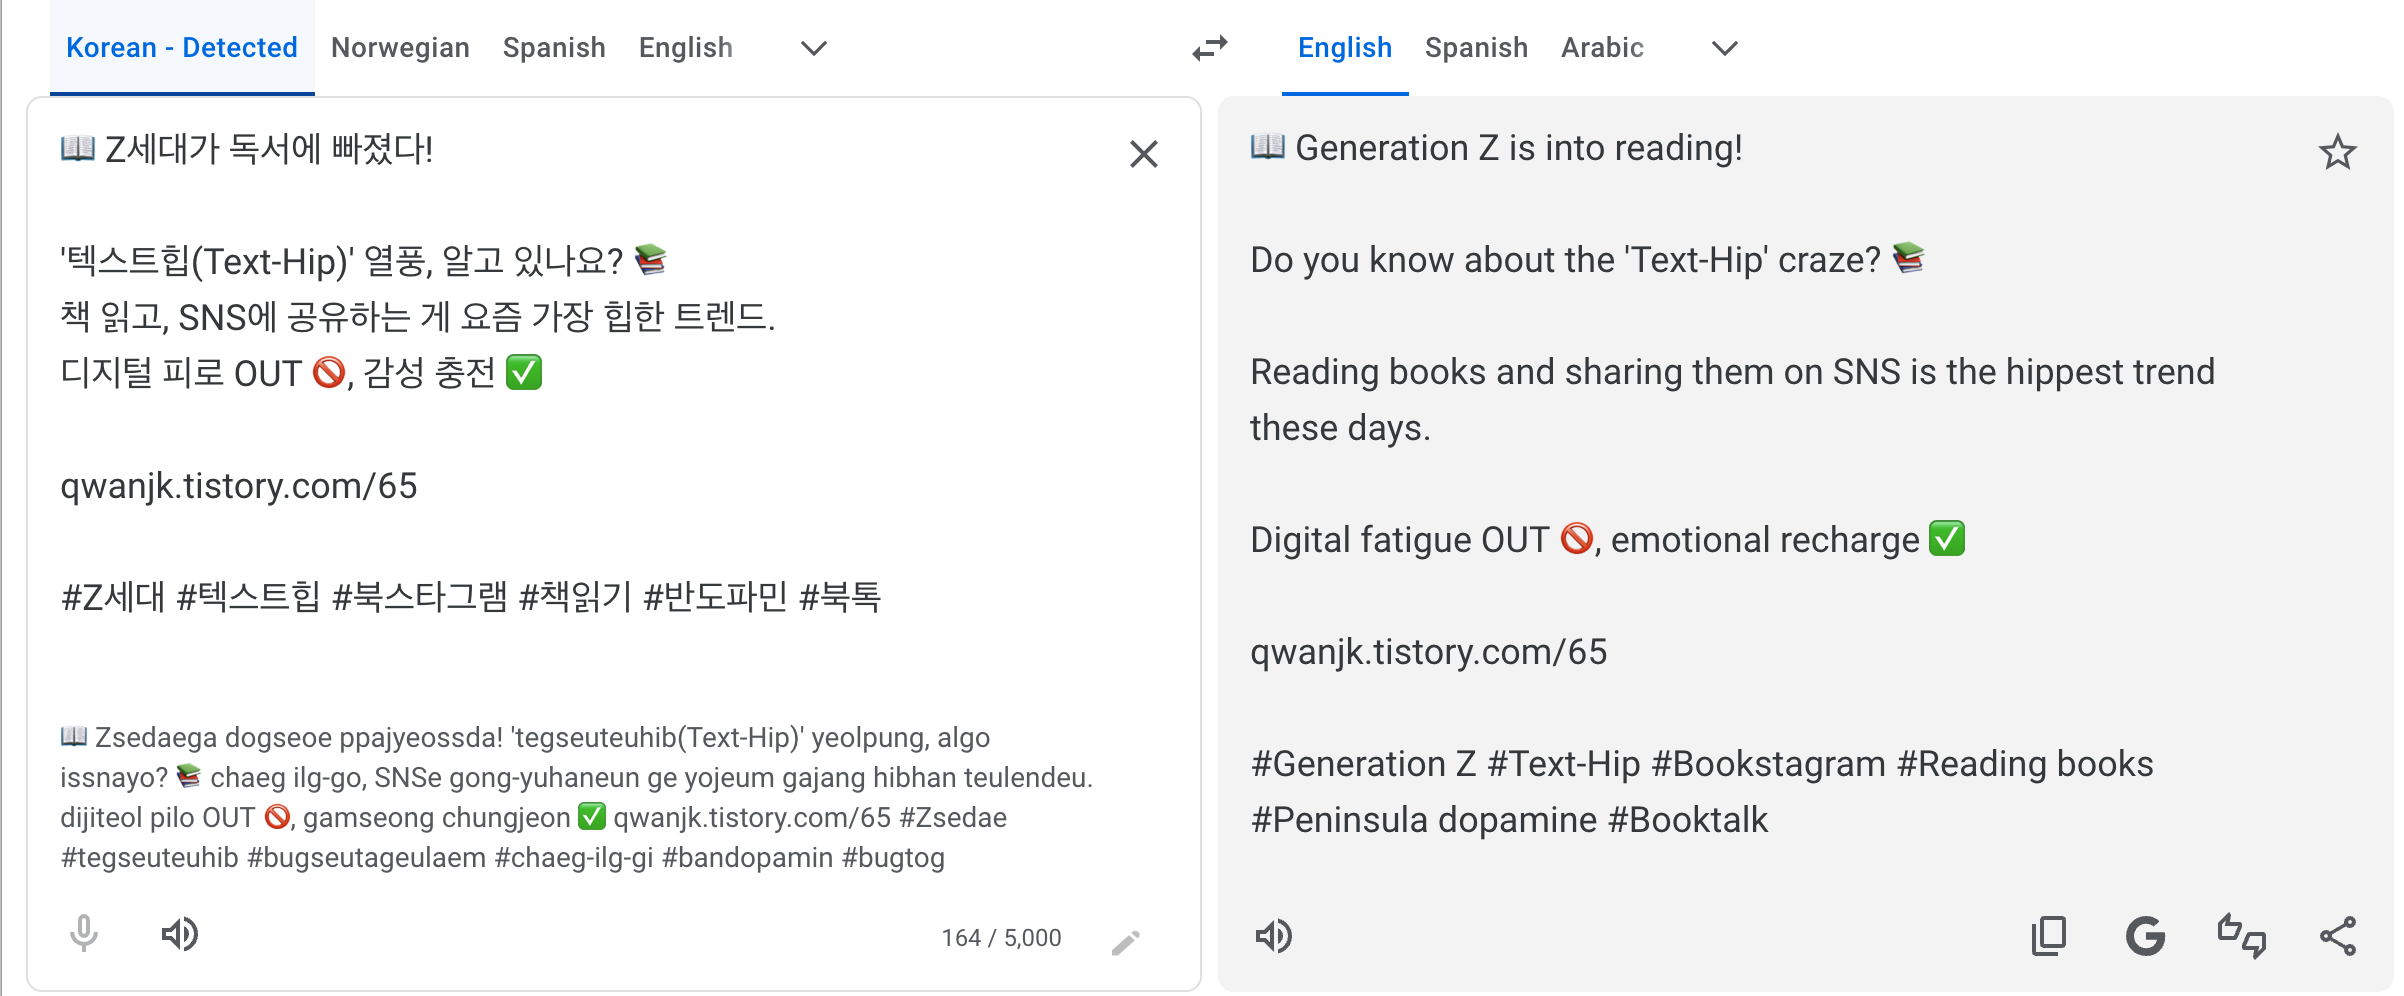 Korean - Detected Norwegian Spanish English
English Spanish Arabic
📖 Z세대가 독서에 빠졌다!
'텍스트힙(Text-Hip)' 열풍, 알고 있나요? 📚
책 읽고, SNS에 공유하는 게 요즘 가장 힙한 트렌드.
디지털 피로 OUT 🚫, 감성 충전 ✅
qwanjk.tistory.com/65
#Z세대 #텍스트힙 #북스타그램 #책읽기 #반도파민 #북톡
📖 Zsedaega dogseoe ppajyeossda! 'tegseuteuhib(Text-Hip)' yeolpung, algo
issnayo? 📚 chaeg ilg-go, SNSe gong-yuhaneun ge yojeum gajang hibhan teulendeu.
dijiteol pilo OUT 🚫, gamseong chungjeon ✅ qwanjk.tistory.com/65 #Zsedae
#tegseuteuhib #bugseutageulaem #chaeg-ilg-gi #bandopamin #bugtog
164 / 5,000
📖 Generation Z is into reading!
Do you know about the 'Text-Hip' craze? 📚
Reading books and sharing them on SNS is the hippest trend
these days.
Digital fatigue OUT 🚫, emotional recharge ✅
qwanjk.tistory.com/65
#Generation Z #Text-Hip #Bookstagram #Reading books
#Peninsula dopamine #Booktalk